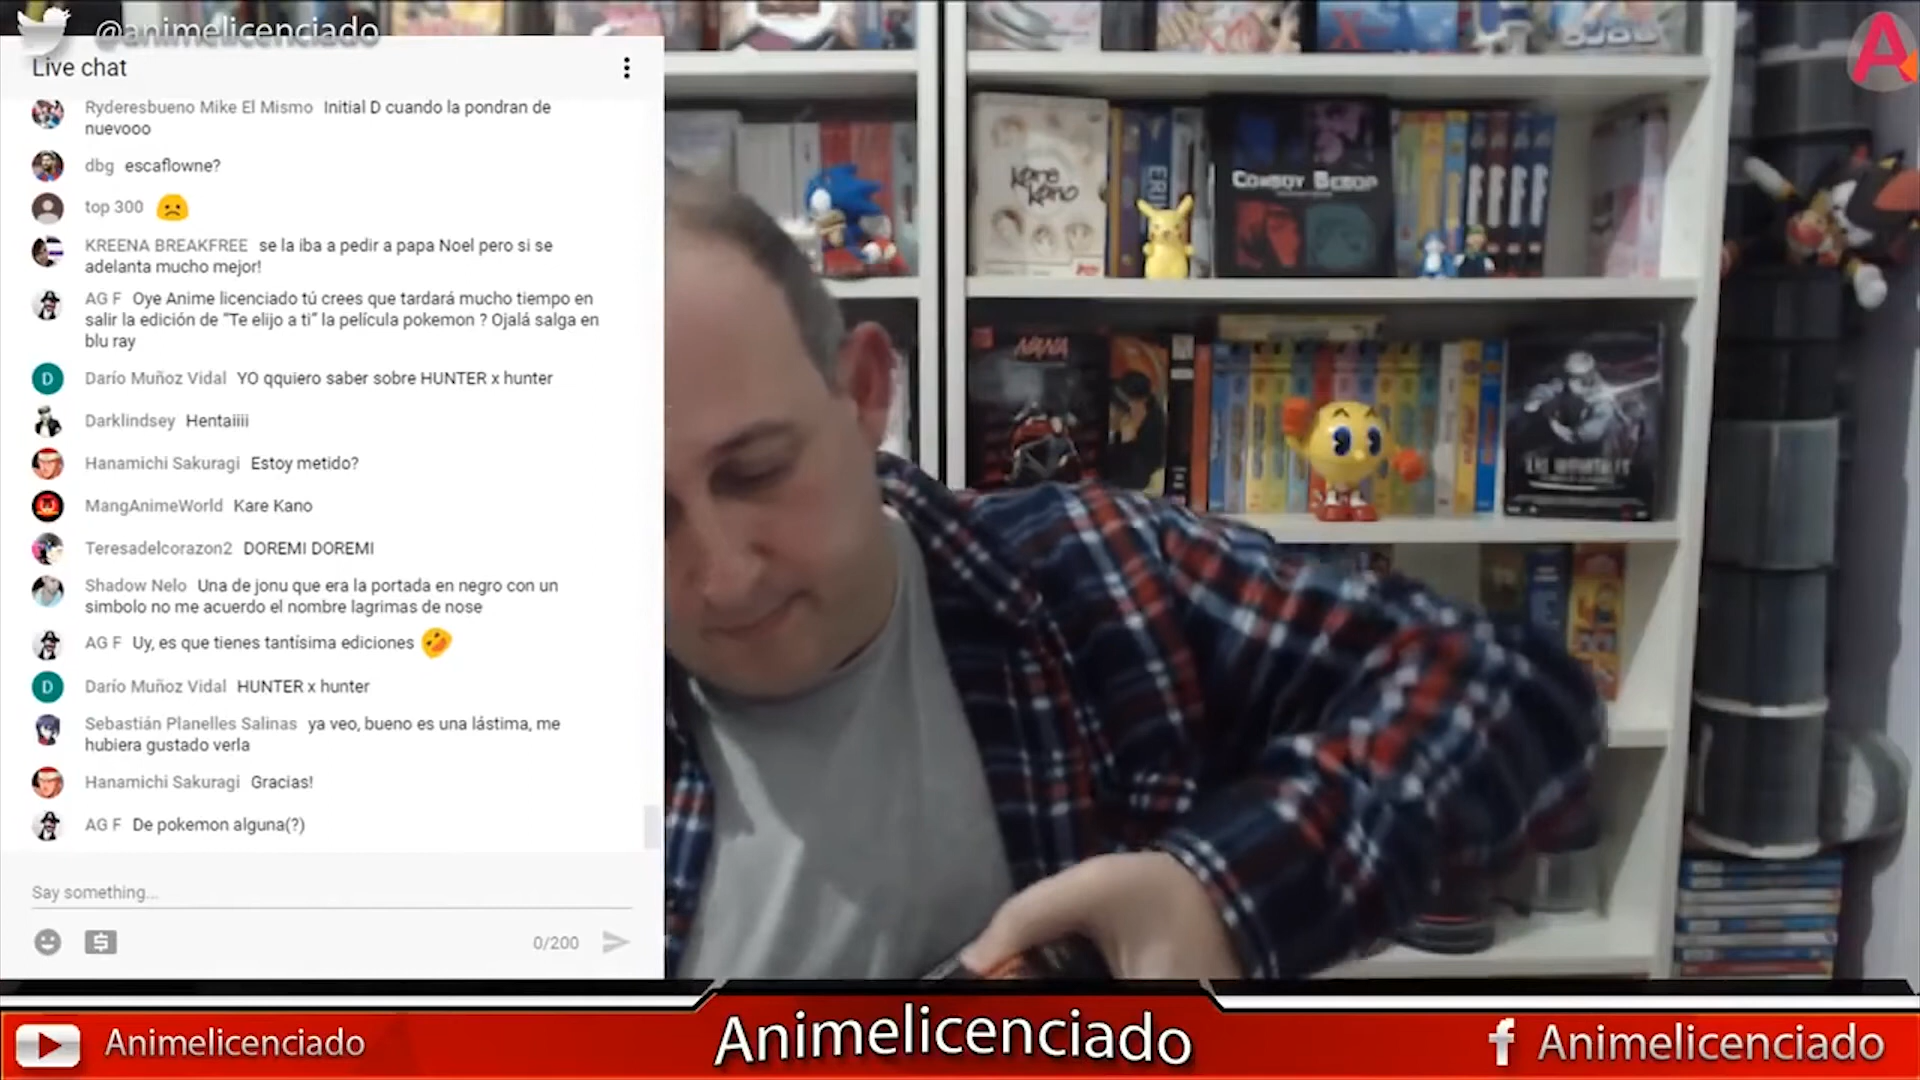 @animelicenciado
Live chat
Ryderesbueno Mike El Mismo Initial D cuando la pondran de
nuevooo
dbg escaflowne?
top 300
KREENA BREAKFREE se la iba a pedir a papa Noel pero si se
adelanta mucho mejor!
AG F Oye Anime licenciado tú crees que tardará mucho tiempo en
salir la edición de "Te elijo a ti" la película pokemon ? Ojalá salga en
blu ray
D Darío Muñoz Vidal YO qquiero saber sobre HUNTER x hunter
Darklindsey Hentaiiii
Hanamichi Sakuragi Estoy metido?
MangAnimeWorld Kare Kano
Teresadelcorazon2 DOREMI DOREMI
Shadow Nelo Una de jonu que era la portada en negro con un
simbolo no me acuerdo el nombre lagrimas de nose
AG F Uy, es que tienes tantísima ediciones
D Darío Muñoz Vidal HUNTER x hunter
Sebastián Planelles Salinas ya veo, bueno es una lástima, me
hubiera gustado verla
Hanamichi Sakuragi Gracias!
AG F De pokemon alguna(?)
Say something...
0/200
Kare
Kano
COWBOY BEBOP
NANA
A
Animelicenciado
Animelicenciado
Animelicenciado